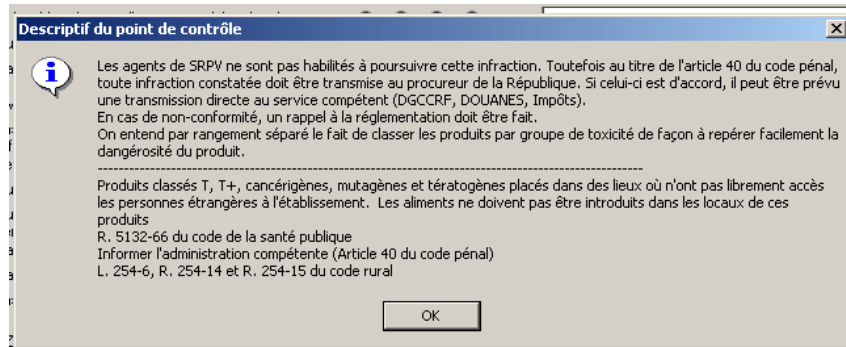 Descriptif du point de contrôle
Les agents de SRPV ne sont pas habilités à poursuivre cette infraction. Toutefois au titre de l'article 40 du code pénal,
toute infraction constatée doit être transmise au procureur de la République. Si celui-ci est d'accord, il peut être prévu
une transmission directe au service compétent (DGCCRF, DOUANES, Impôts).
En cas de non-conformité, un rappel à la réglementation doit être fait.
On entend par rangement séparé le fait de classer les produits par groupe de toxicité de façon à repérer facilement la
dangérosité du produit.
----------------------------------------------------------------------------------------------------
Produits classés T, T+, cancérigènes, mutagènes et tératogènes placés dans des lieux où n'ont pas librement accès
les personnes étrangères à l'établissement.  Les aliments ne doivent pas être introduits dans les locaux de ces
produits
R. 5132-66 du code de la santé publique
Informer l'administration compétente (Article 40 du code pénal)
L. 254-6, R. 254-14 et R. 254-15 du code rural
OK